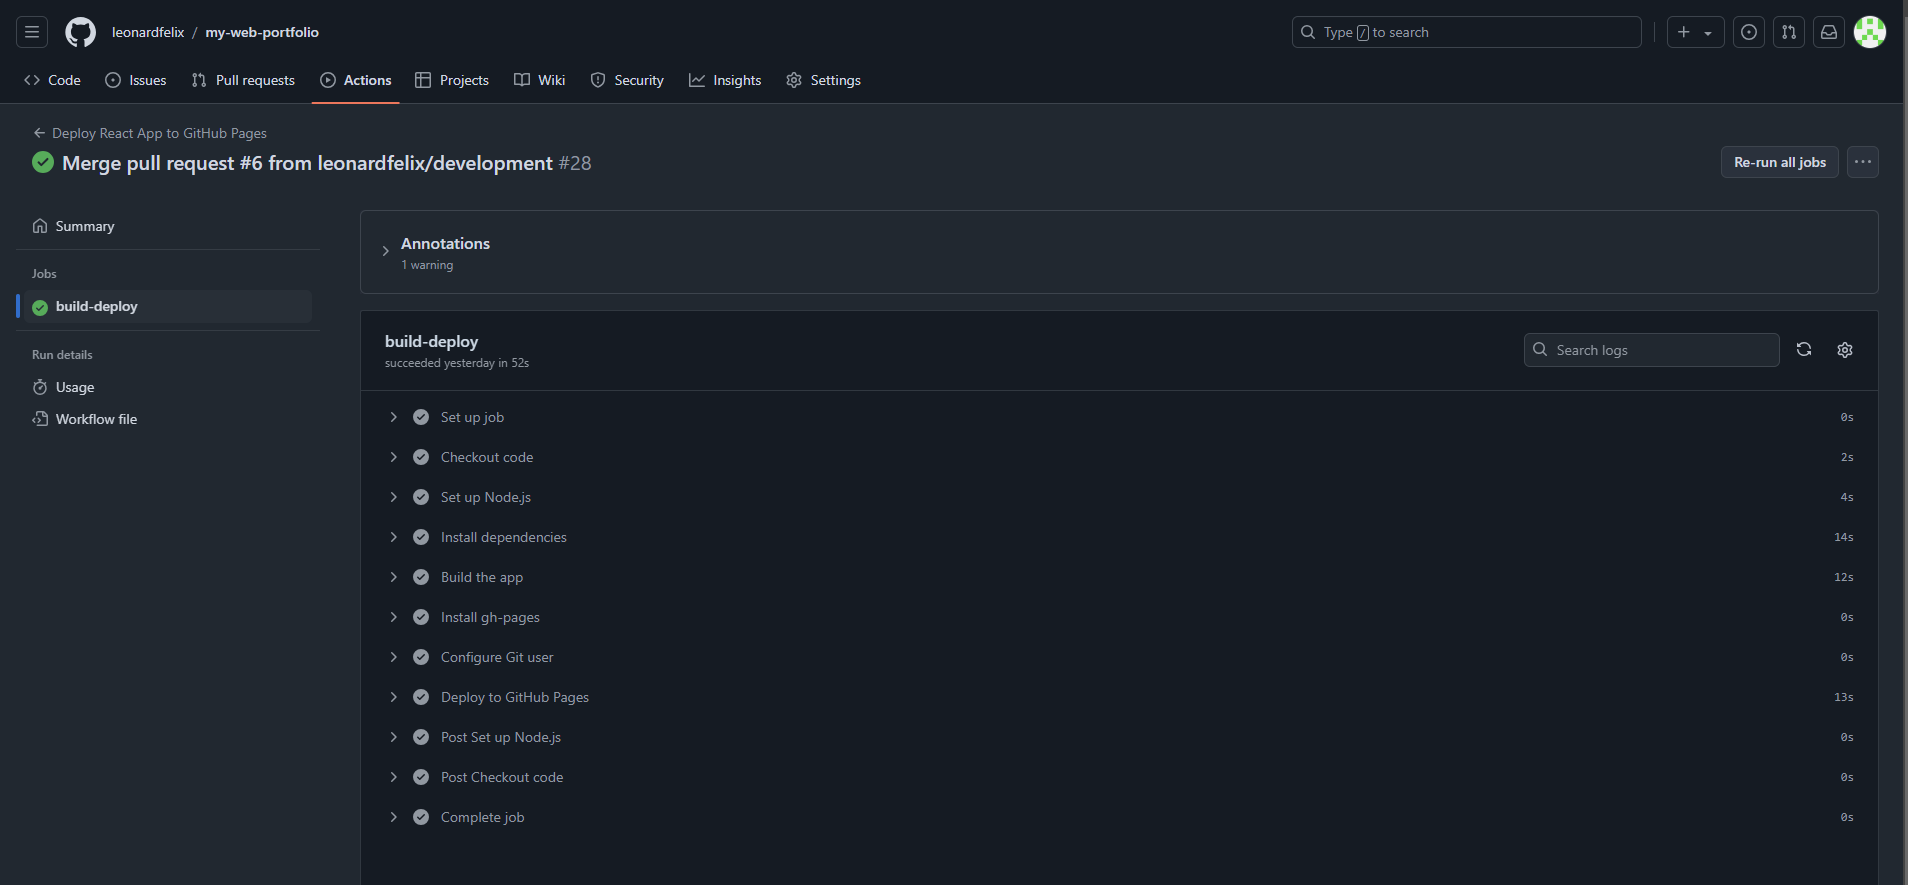 leonardfelix / my-web-portfolio
Type / to search
Code Issues Pull requests Actions Projects Wiki Security Insights Settings
Deploy React App to GitHub Pages
Merge pull request #6 from leonardfelix/development #28
Re-run all jobs
Summary
Jobs
build-deploy
Run details
Usage
Workflow file
Annotations
1 warning
build-deploy
succeeded yesterday in 52s
Search logs
Set up job 0s
Checkout code 2s
Set up Node.js 4s
Install dependencies 14s
Build the app 12s
Install gh-pages 0s
Configure Git user 0s
Deploy to GitHub Pages 13s
Post Set up Node.js 0s
Post Checkout code 0s
Complete job 0s